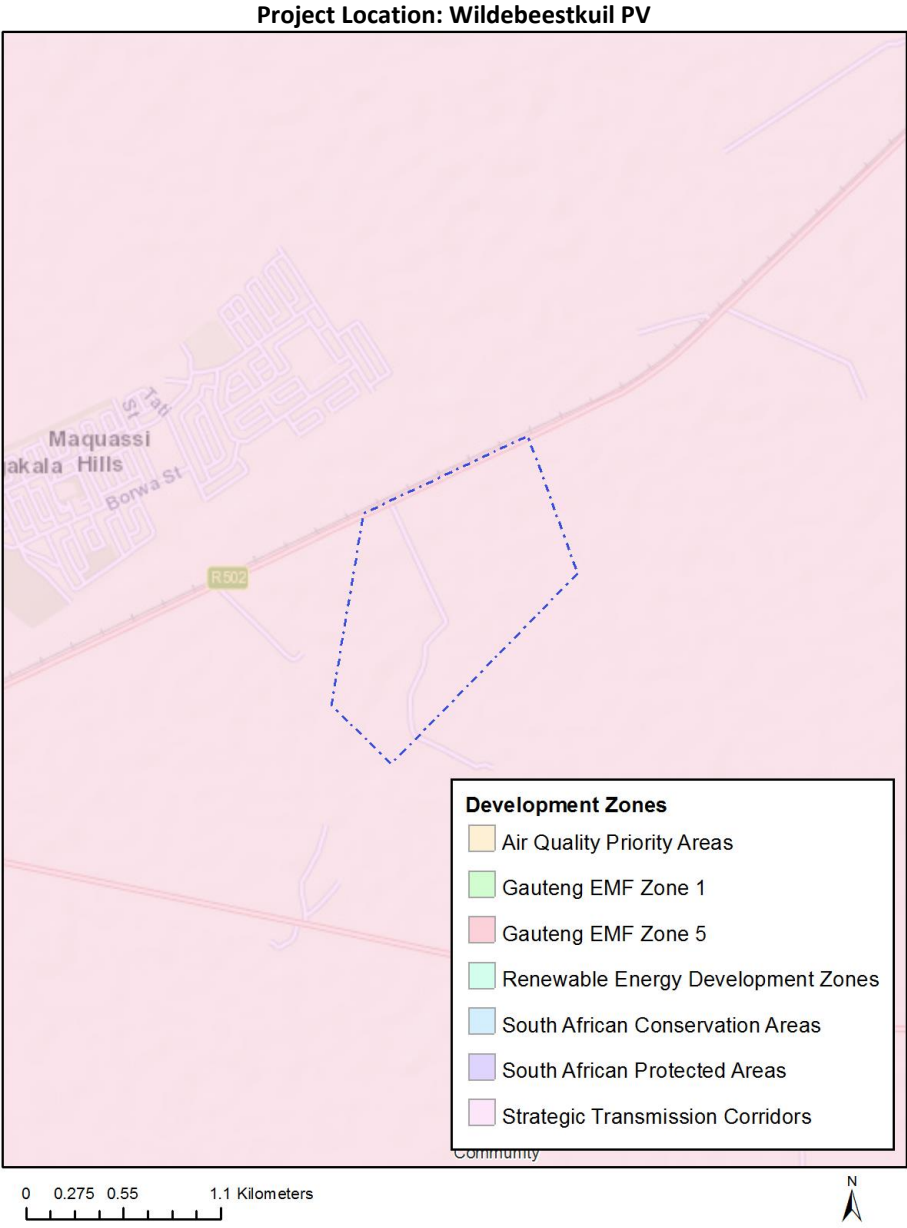 Project Location: Wildebeestkuil PV
Tati
St
Maquassi
Hills
Borwa St
R502
Development Zones
Air Quality Priority Areas
Gauteng EMF Zone 1
Gauteng EMF Zone 5
Renewable Energy Development Zones
South African Conservation Areas
South African Protected Areas
Strategic Transmission Corridors
Community
0 0.275 0.55 1.1 Kilometers
N